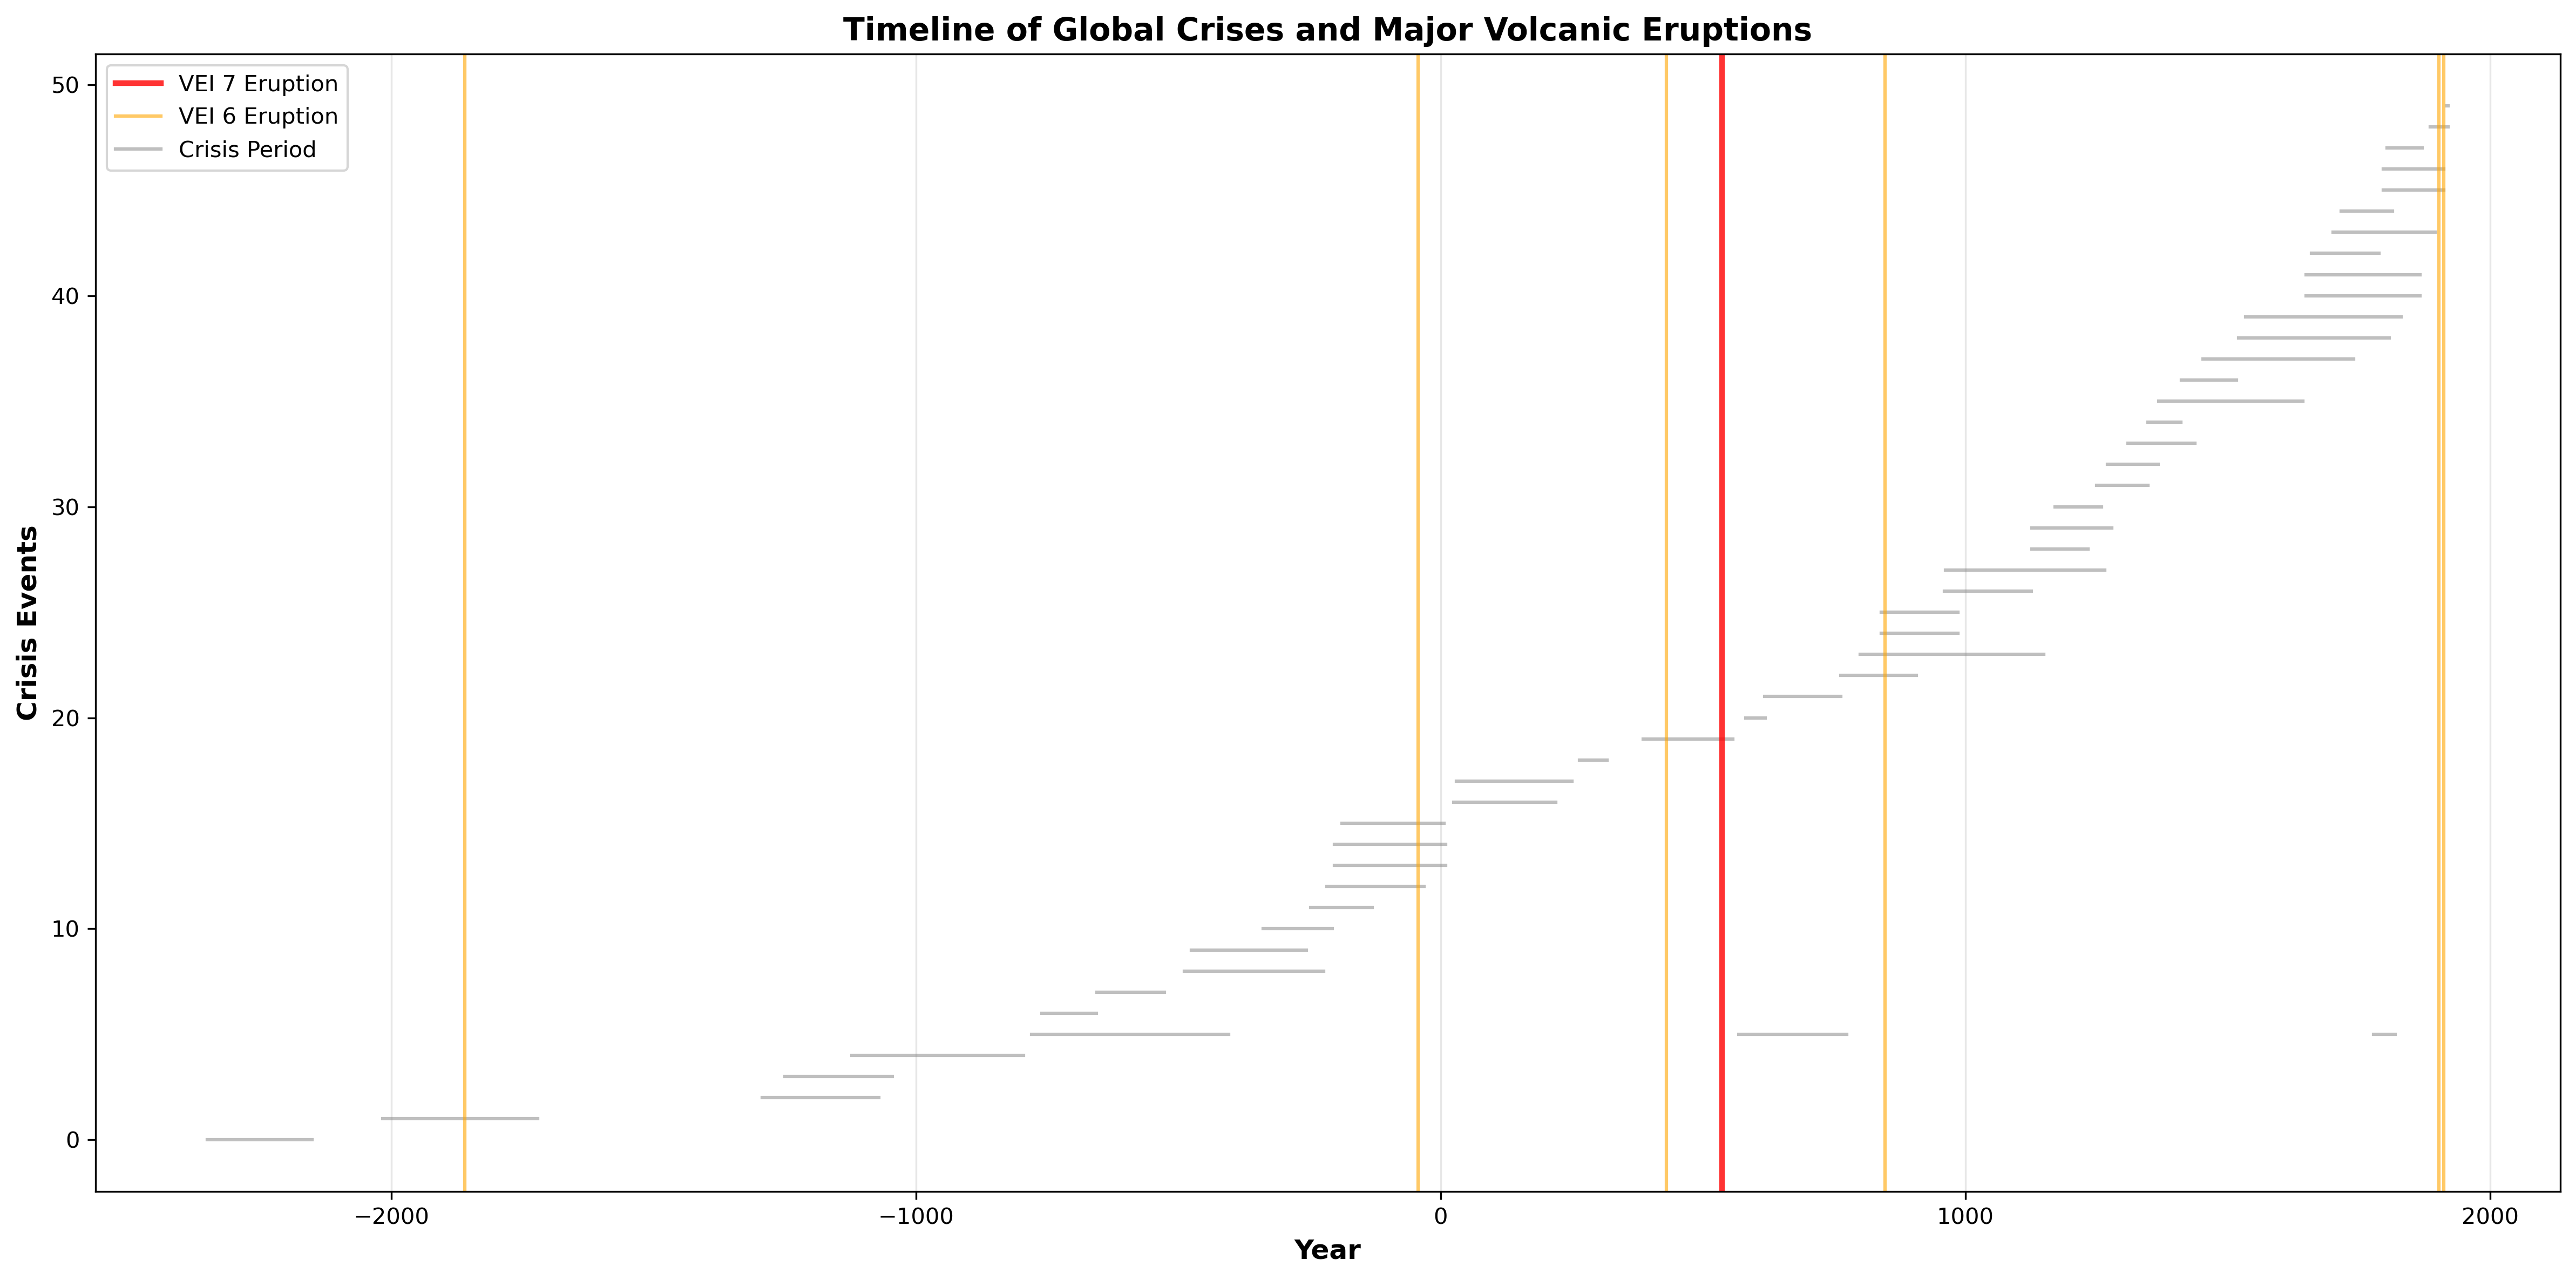 Timeline of Global Crises and Major Volcanic Eruptions
VEI 7 Eruption
VEI 6 Eruption
Crisis Period
50
40
30
20
10
0
Crisis Events
−2000
−1000
0
1000
2000
Year